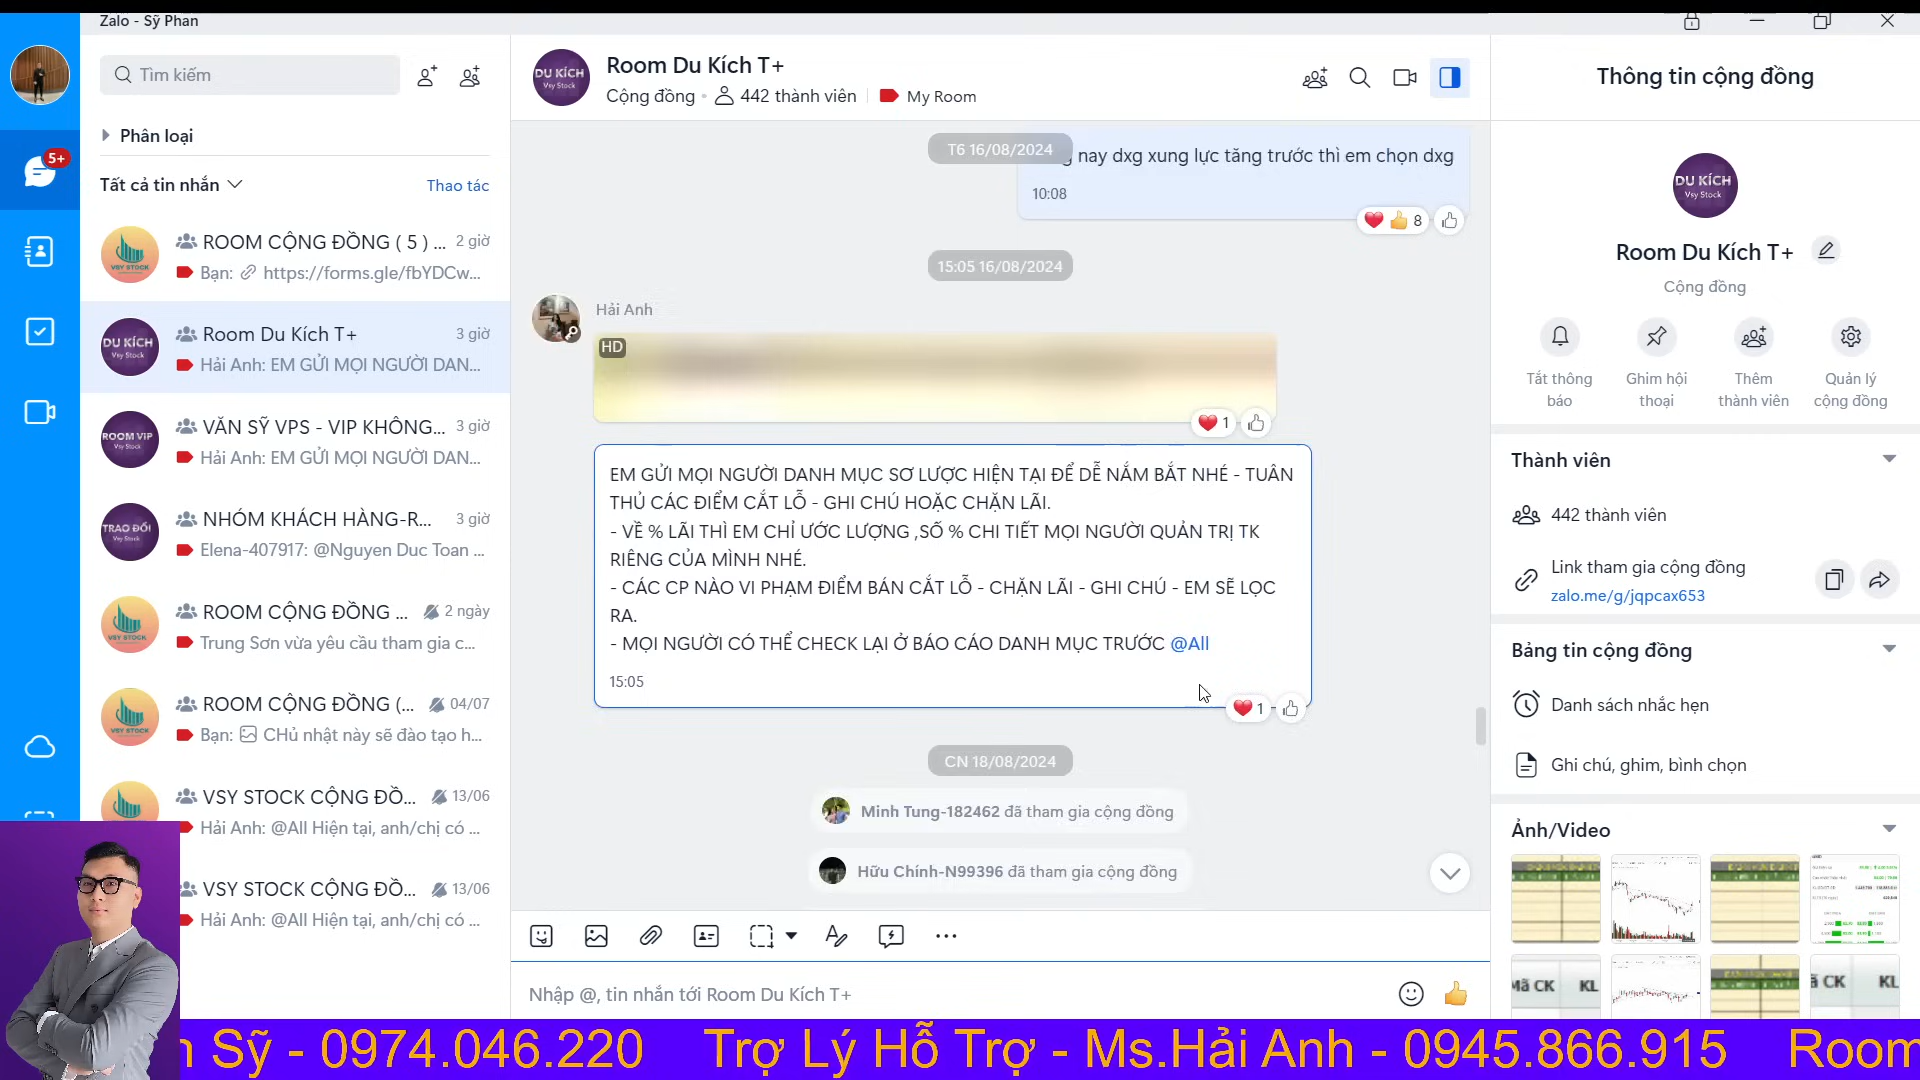 Zalo - Sỹ Phan
Tìm kiếm
Phân loại
Tất cả tin nhắn
Thao tác
5+
ROOM CỘNG ĐỒNG ( 5 ) ...
2 giờ
Bạn: https://forms.gle/fbYDCw...
Room Du Kích T+
3 giờ
Hải Anh: EM GỬI MỌI NGƯỜI DAN...
VĂN SỸ VPS - VIP KHÔNG...
3 giờ
Hải Anh: EM GỬI MỌI NGƯỜI DAN...
NHÓM KHÁCH HÀNG-R...
3 giờ
Elena-407917: @Nguyen Duc Toan ...
ROOM CỘNG ĐỒNG ...
2 ngày
Trung Sơn vừa yêu cầu tham gia c...
ROOM CỘNG ĐỒNG (...
04/07
Bạn: CHủ nhật này sẽ đào tạo h...
VSY STOCK CỘNG ĐỒ...
13/06
Hải Anh: @All Hiện tại, anh/chị có ...
VSY STOCK CỘNG ĐỒ...
13/06
Hải Anh: @All Hiện tại, anh/chị có ...
Room Du Kích T+
Cộng đồng
442 thành viên
My Room
T6 16/08/2024
nay dxg xung lực tăng trước thì em chọn dxg
10:08
8
15:05 16/08/2024
Hải Anh
HD
1
EM GỬI MỌI NGƯỜI DANH MỤC SƠ LƯỢC HIỆN TẠI ĐỂ DỄ NẮM BẮT NHÉ - TUÂN
THỦ CÁC ĐIỂM CẮT LỖ - GHI CHÚ HOẶC CHẶN LÃI.
- VỀ % LÃI THÌ EM CHỈ ƯỚC LƯỢNG ,SỐ % CHI TIẾT MỌI NGƯỜI QUẢN TRỊ TK
RIÊNG CỦA MÌNH NHÉ.
- CÁC CP NÀO VI PHẠM ĐIỂM BÁN CẮT LỖ - CHẶN LÃI - GHI CHÚ - EM SẼ LỌC
RA.
- MỌI NGƯỜI CÓ THỂ CHECK LẠI Ở BÁO CÁO DANH MỤC TRƯỚC @All
15:05
1
CN 18/08/2024
Minh Tung-182462 đã tham gia cộng đồng
Hữu Chính-N99396 đã tham gia cộng đồng
Nhập @, tin nhắn tới Room Du Kích T+
Thông tin cộng đồng
DU KÍCH
Vsy Stock
Room Du Kích T+
Cộng đồng
Tắt thông báo
Ghim hội thoại
Thêm thành viên
Quản lý cộng đồng
Thành viên
442 thành viên
Link tham gia cộng đồng
zalo.me/g/jqpcax653
Bảng tin cộng đồng
Danh sách nhắc hẹn
Ghi chú, ghim, bình chọn
Ảnh/Video
Mã CK KL
CK KL
Sỹ - 0974.046.220 Trợ Lý Hỗ Trợ - Ms.Hải Anh - 0945.866.915 Room